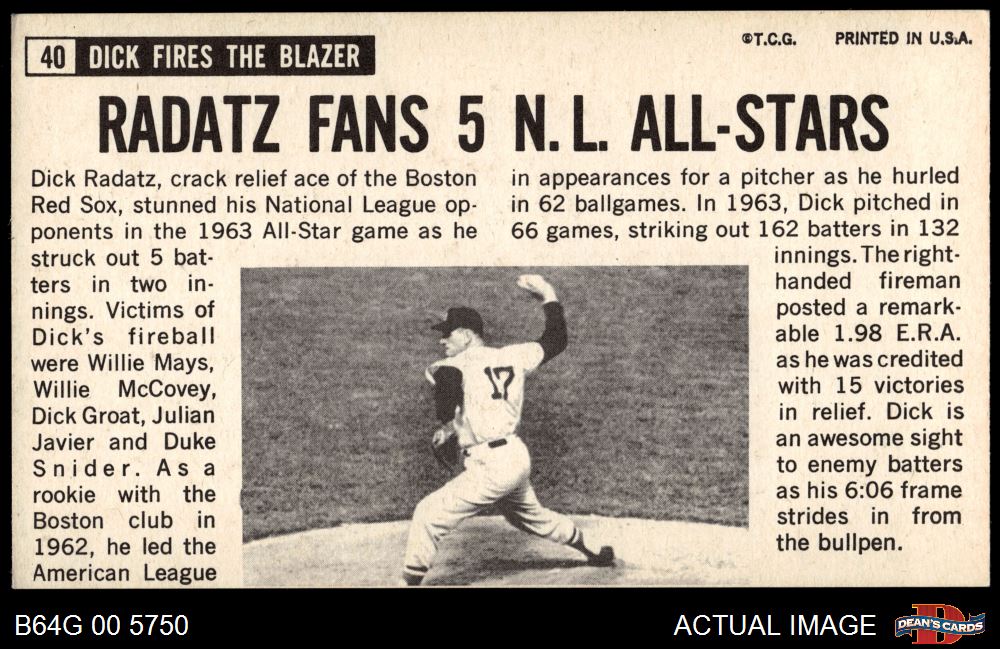 40 DICK FIRES THE BLAZER
©T.C.G. PRINTED IN U.S.A.
RADATZ FANS 5 N.L. ALL-STARS
Dick Radatz, crack relief ace of the Boston
Red Sox, stunned his National League op-
ponents in the 1963 All-Star game as he
struck out 5 bat-
ters in two in-
nings. Victims of
Dick's fireball
were Willie Mays,
Willie McCovey,
Dick Groat, Julian
Javier and Duke
Snider. As a
rookie with the
Boston club in
1962, he led the
American League
in appearances for a pitcher as he hurled
in 62 ballgames. In 1963, Dick pitched in
66 games, striking out 162 batters in 132
innings. The right-
handed fireman
posted a remark-
able 1.98 E.R.A.
as he was credited
with 15 victories
in relief. Dick is
an awesome sight
to enemy batters
as his 6:06 frame
strides in from
the bullpen.
17
B64G 00 5750
ACTUAL IMAGE
D
DEAN'S CARDS